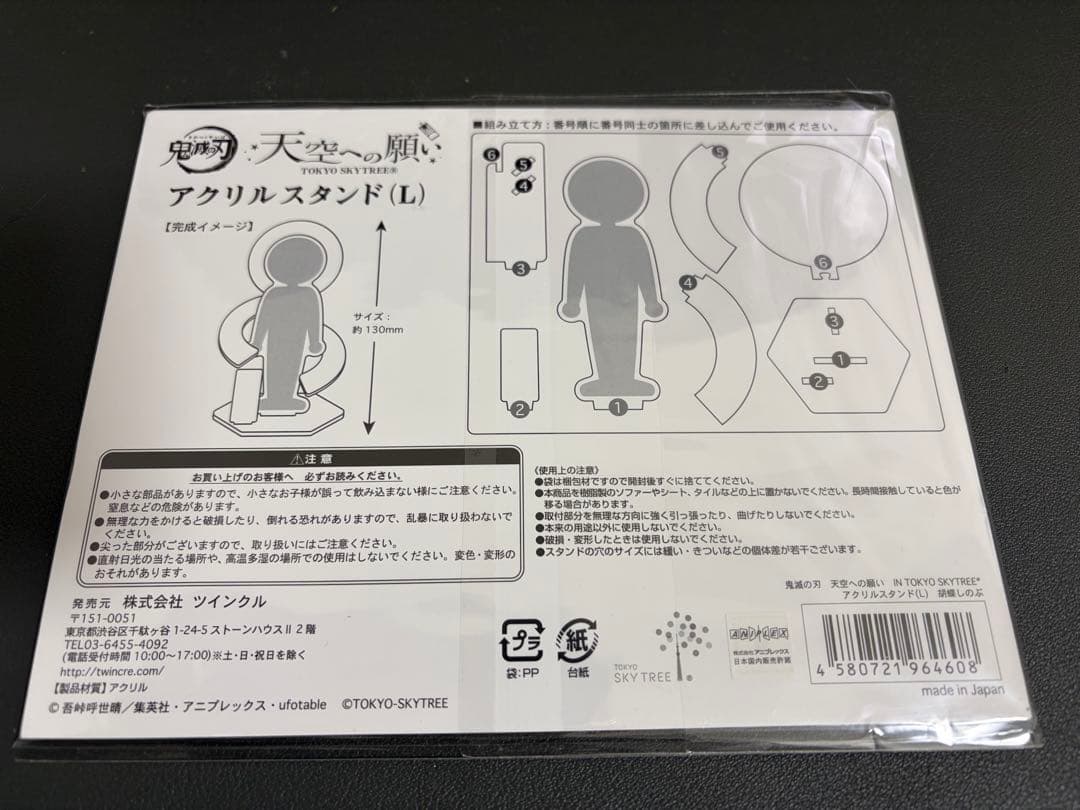 鬼滅の刃
天空への願い
TOKYO SKYTREE®
アクリルスタンド(L)
【完成イメージ】
サイズ:
約130mm
■組み立て方:番号順に番号同士の箇所に差し込んでご使用ください。
6
5
4
3
2
1
5
4
6
3
1
2
⚠注意
お買い上げのお客様へ 必ずお読みください。
●小さな部品がありますので、小さなお子様が誤って飲み込まない様にご注意ください。
窒息などの危険があります。
●無理な力をかけると破損したり、倒れる恐れがありますので、乱暴に取り扱わないで
ください。
●尖った部分がございますので、取り扱いにはご注意ください。
●直射日光の当たる場所や、高温多湿の場所での使用はしないでください。変色・変形の
おそれがあります。
《使用上の注意》
●袋は梱包材ですので開封後すぐに捨ててください。
●本商品を樹脂製のソファーやシート、タイルなどの上に置かないでください。長時間接触していると色が
移る場合があります。
●取付部分を無理な方向に強く引っ張ったり、曲げたりしないでください。
●本来の用途以外に使用しないでください。
●破損・変形したときは使用しないでください。
●スタンドの穴のサイズには緩い・きついなどの個体差が若干ございます。
発売元 株式会社 ツインクル
〒151-0051
東京都渋谷区千駄ヶ谷 1-24-5 ストーンハウスⅡ 2階
TEL03-6455-4092
(電話受付時間 10:00〜17:00)※土・日・祝日を除く
http://twincre.com/
【製品材質】アクリル
©吾峠呼世晴/集英社・アニプレックス・ufotable ©TOKYO-SKYTREE
プラ
袋:PP
紙
台紙
TOKYO
SKYTREE
ANIPLEX
株式会社アニプレックス
日本国内販売許諾
鬼滅の刃 天空への願い IN TOKYO SKYTREE®
アクリルスタンド(L) 胡蝶しのぶ
4 580721 964608
made in Japan